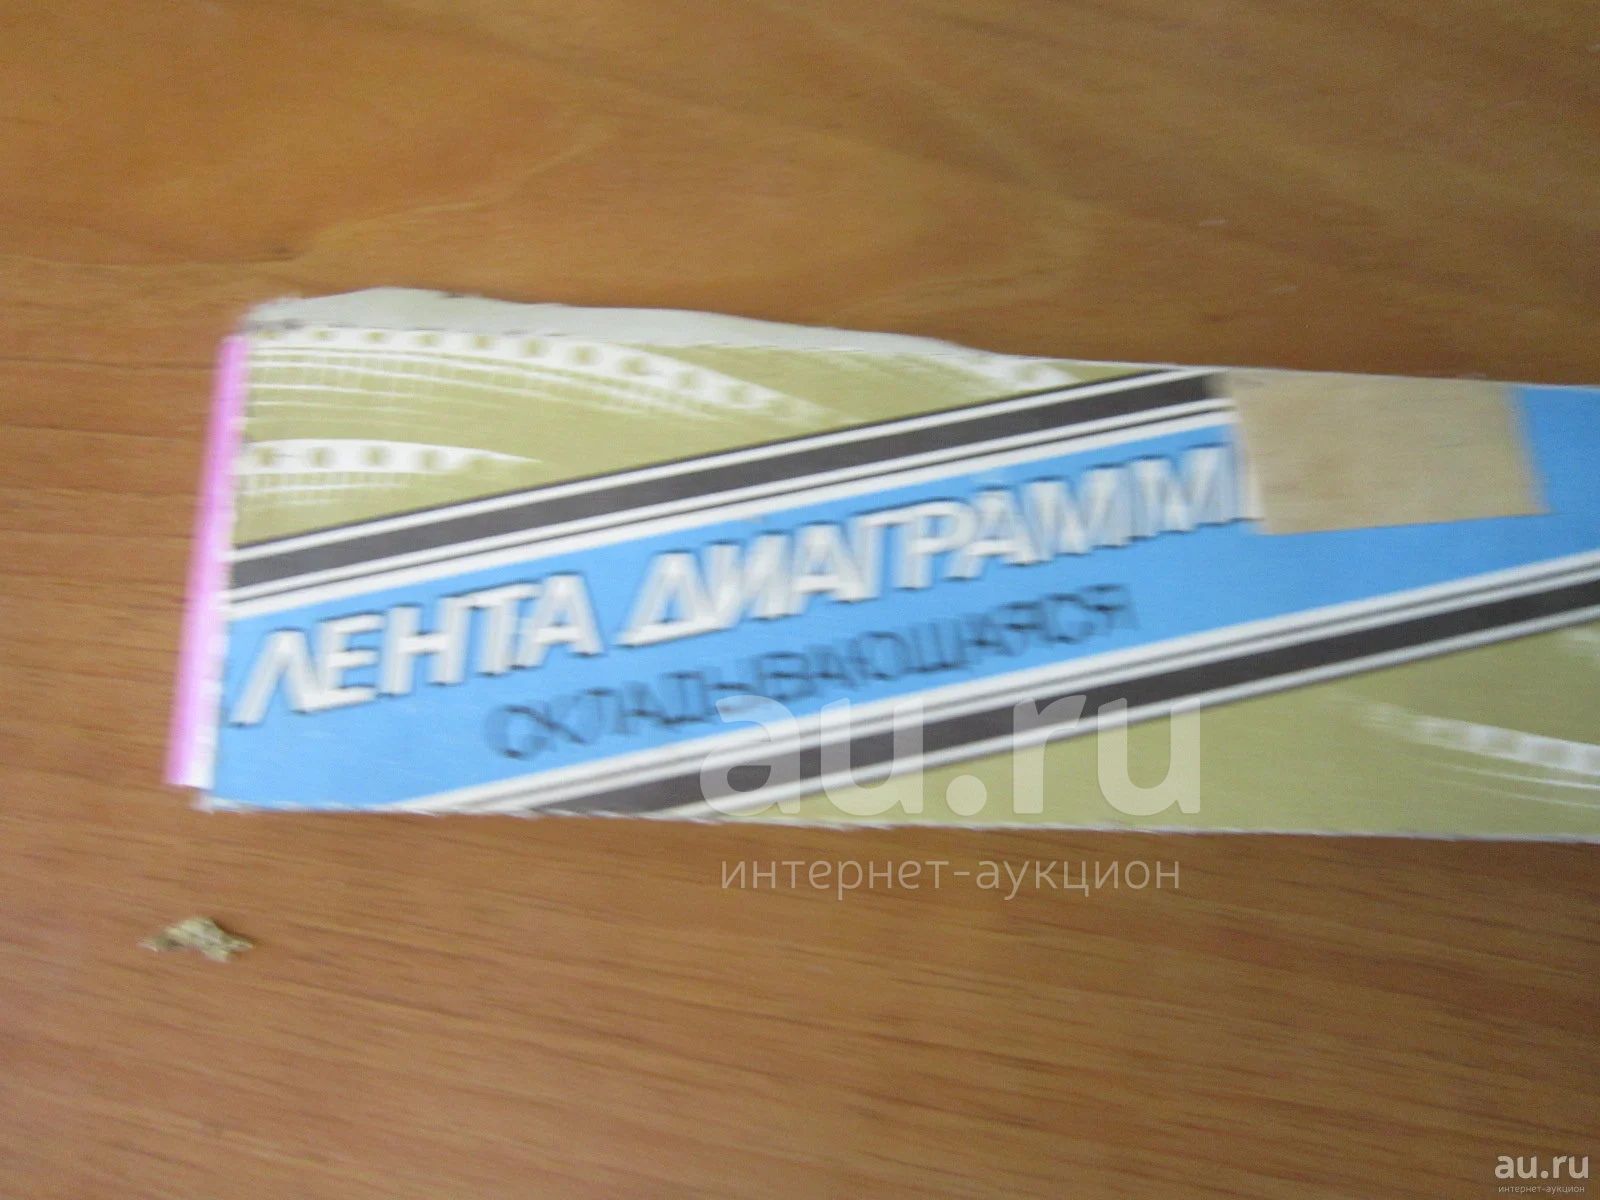 ЛЕНТА ДИАГРАММ
СКЛАДЫВАЮЩАЯСЯ
au.ru
интернет-аукцион
au.ru
интернет-аукцион